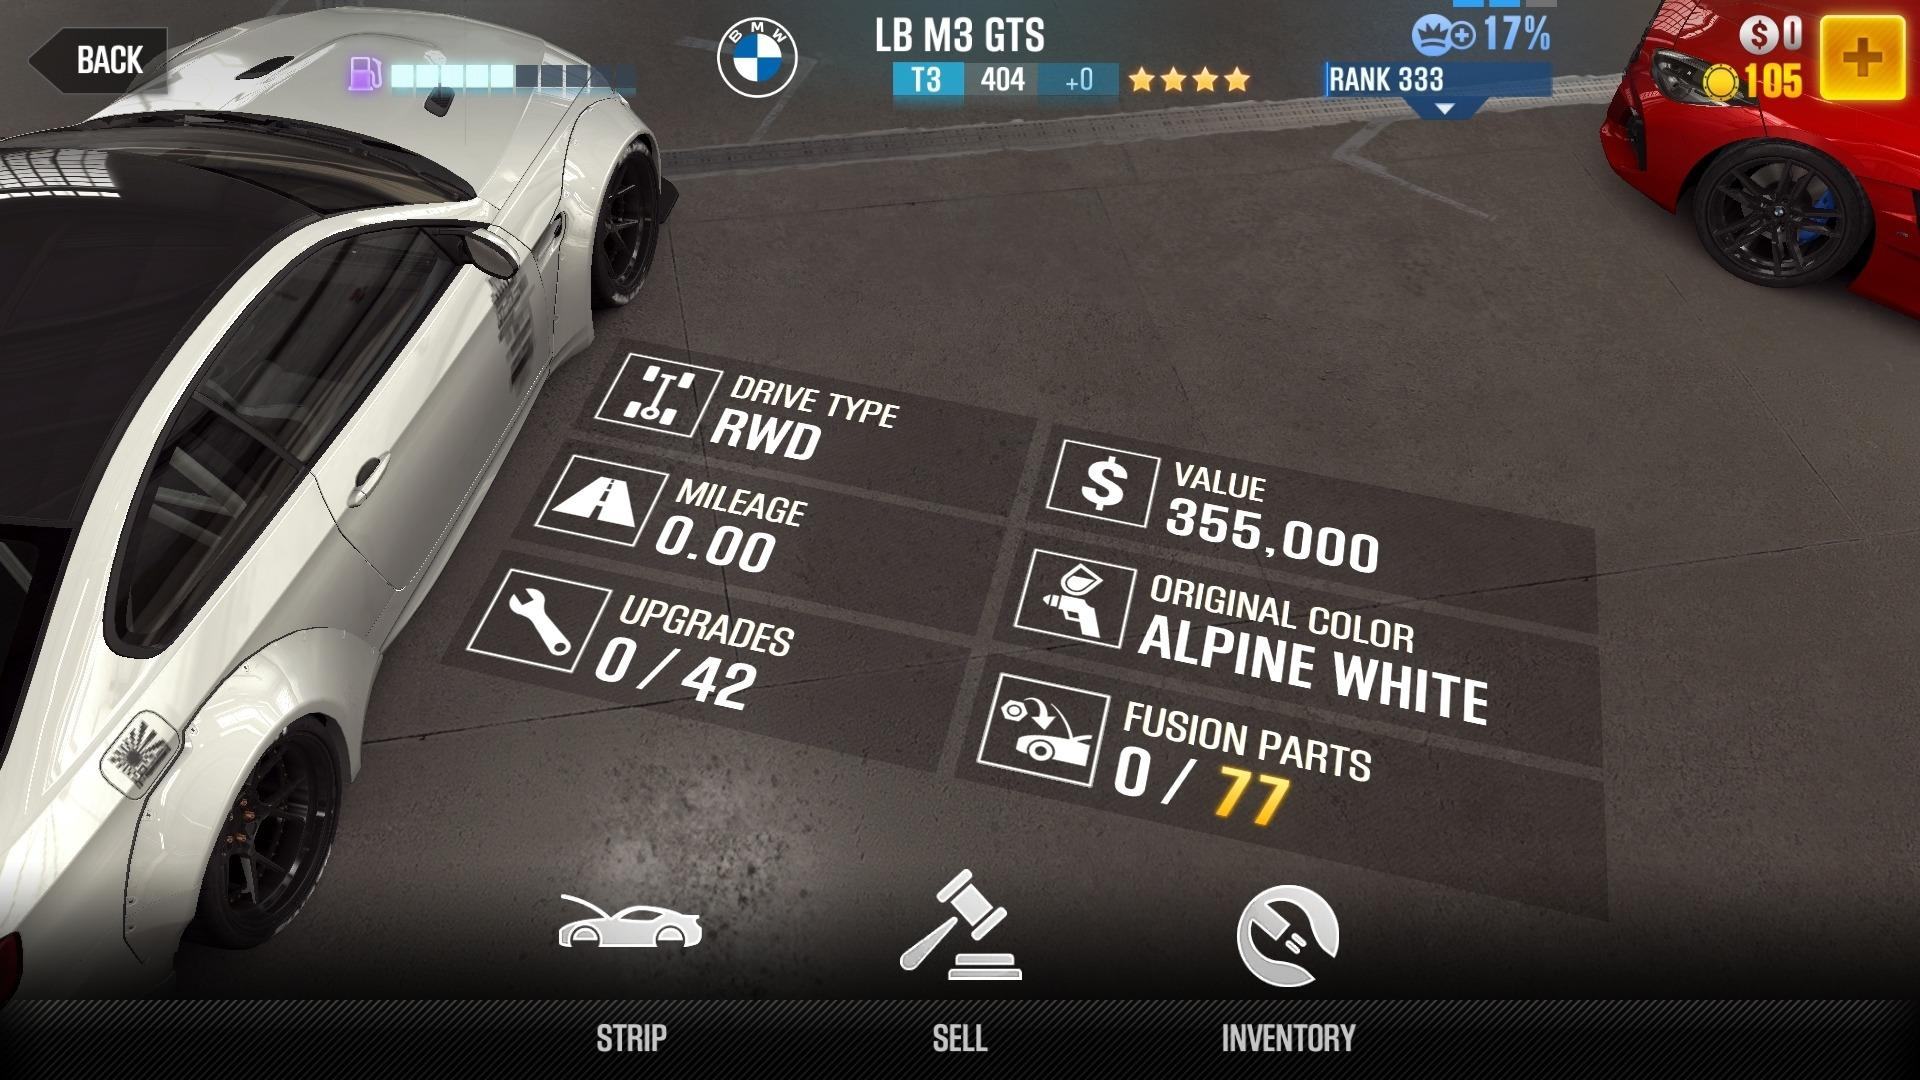 BACK
BMW
LB M3 GTS
T3 404 +0
17%
RANK 333
$ 0
105
DRIVE TYPE
RWD
MILEAGE
0.00
UPGRADES
0 / 42
$
VALUE
355,000
ORIGINAL COLOR
ALPINE WHITE
FUSION PARTS
0 / 77
STRIP
SELL
INVENTORY